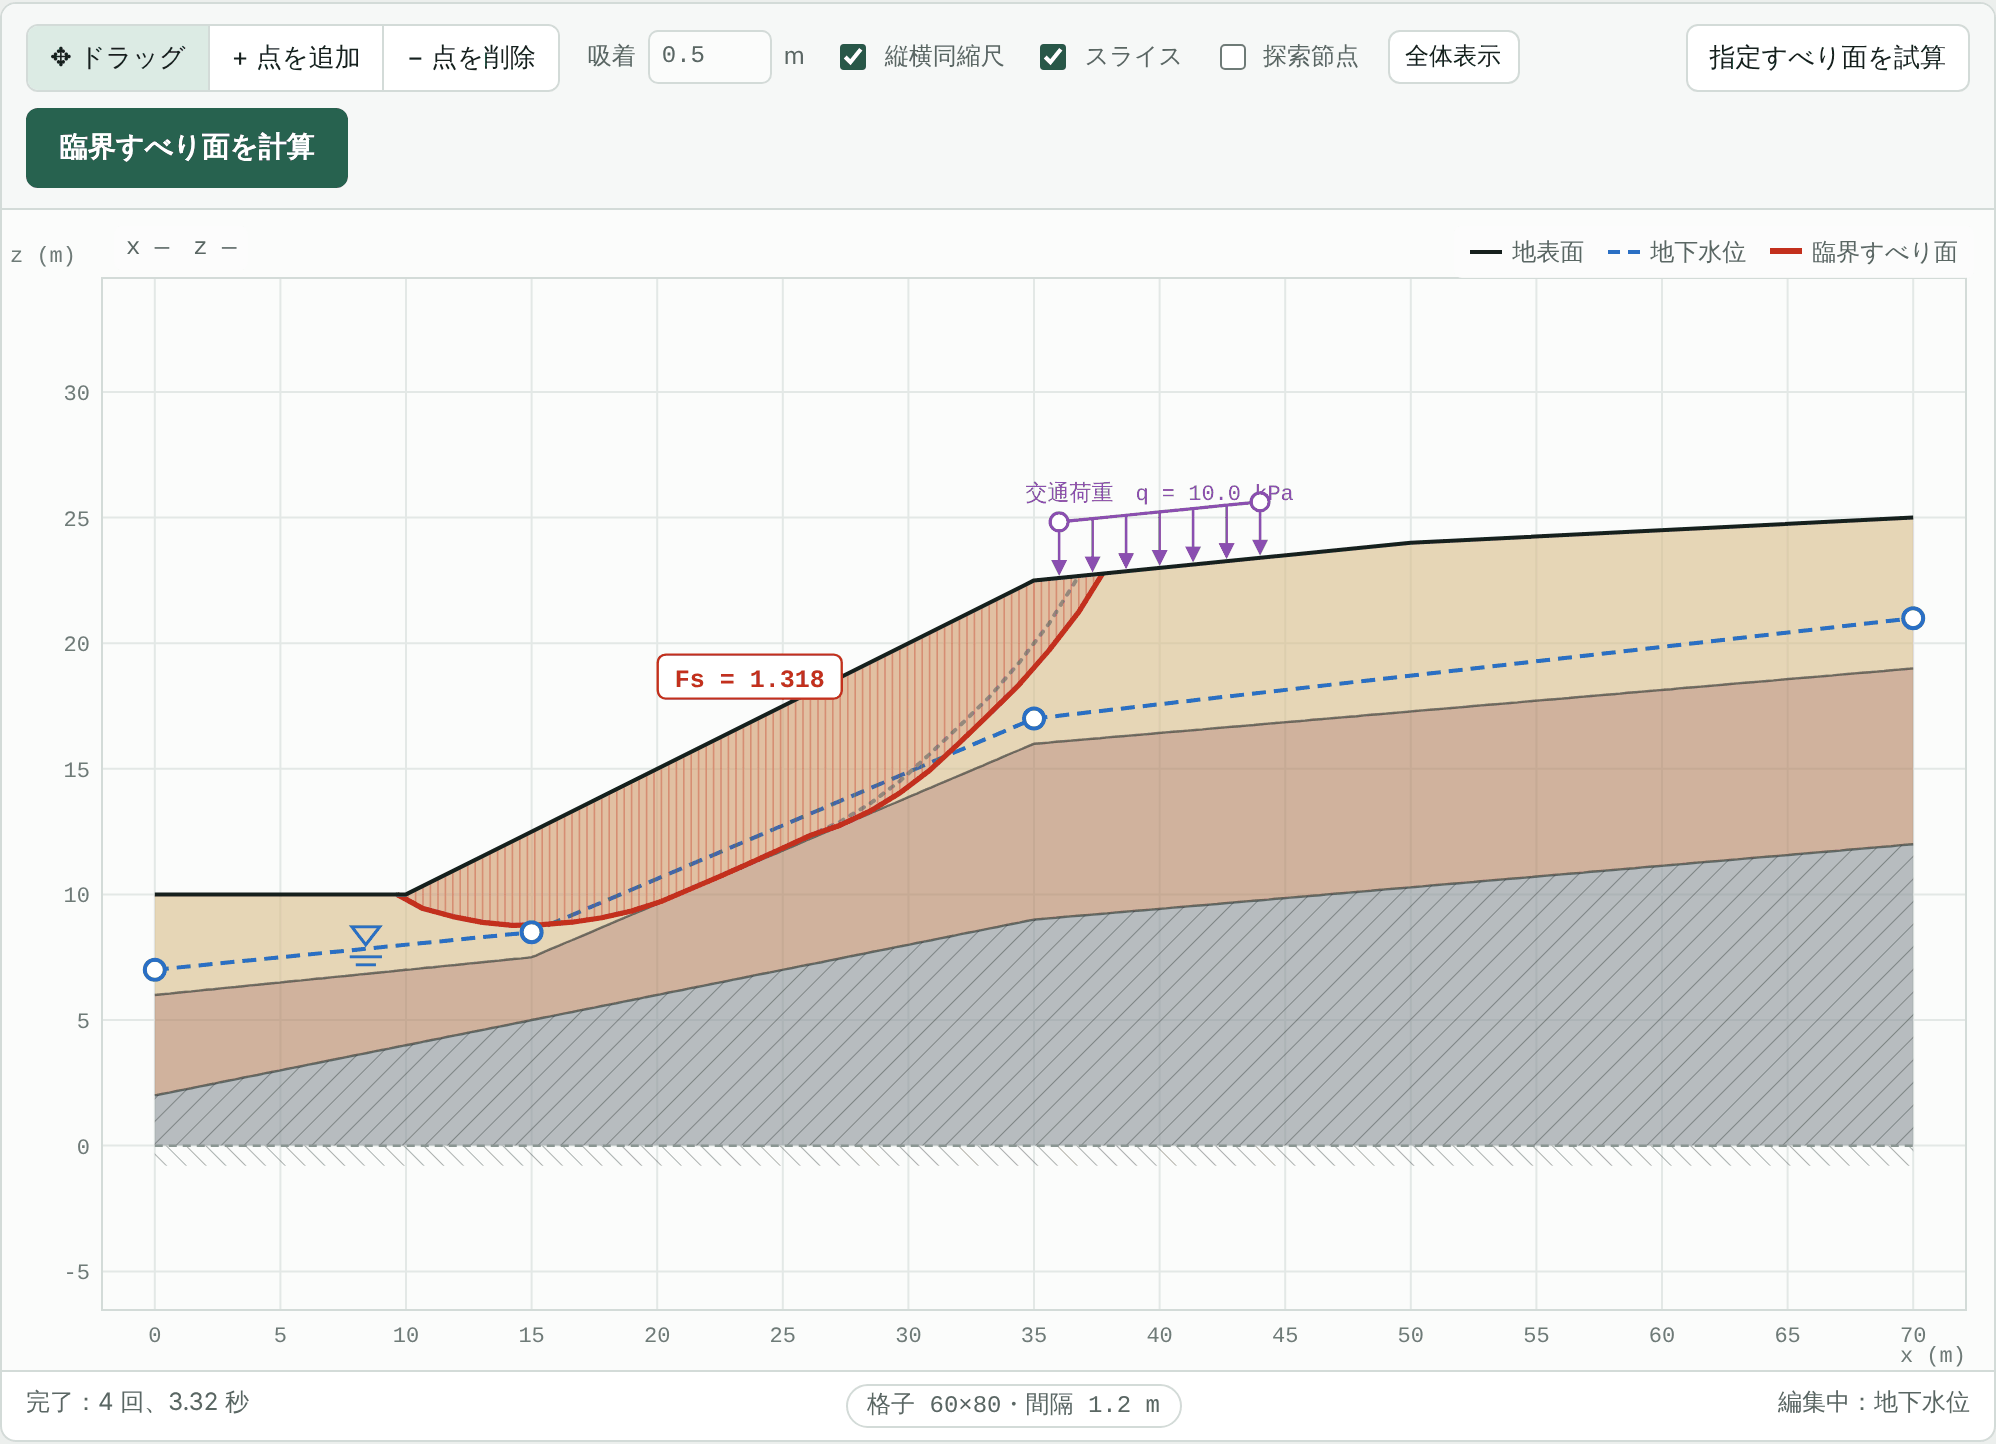 ✥ ドラッグ + 点を追加 − 点を削除 吸着 0.5 m 縦横同縮尺 スライス 探索節点 全体表示 指定すべり面を試算
臨界すべり面を計算
z (m) x — z — 地表面 地下水位 臨界すべり面
30
交通荷重 q = 10.0 kPa
25
20
Fs = 1.318
15
10
5
0
-5
0 5 10 15 20 25 30 35 40 45 50 55 60 65 70
x (m)
完了：4 回、3.32 秒 格子 60×80・間隔 1.2 m 編集中：地下水位